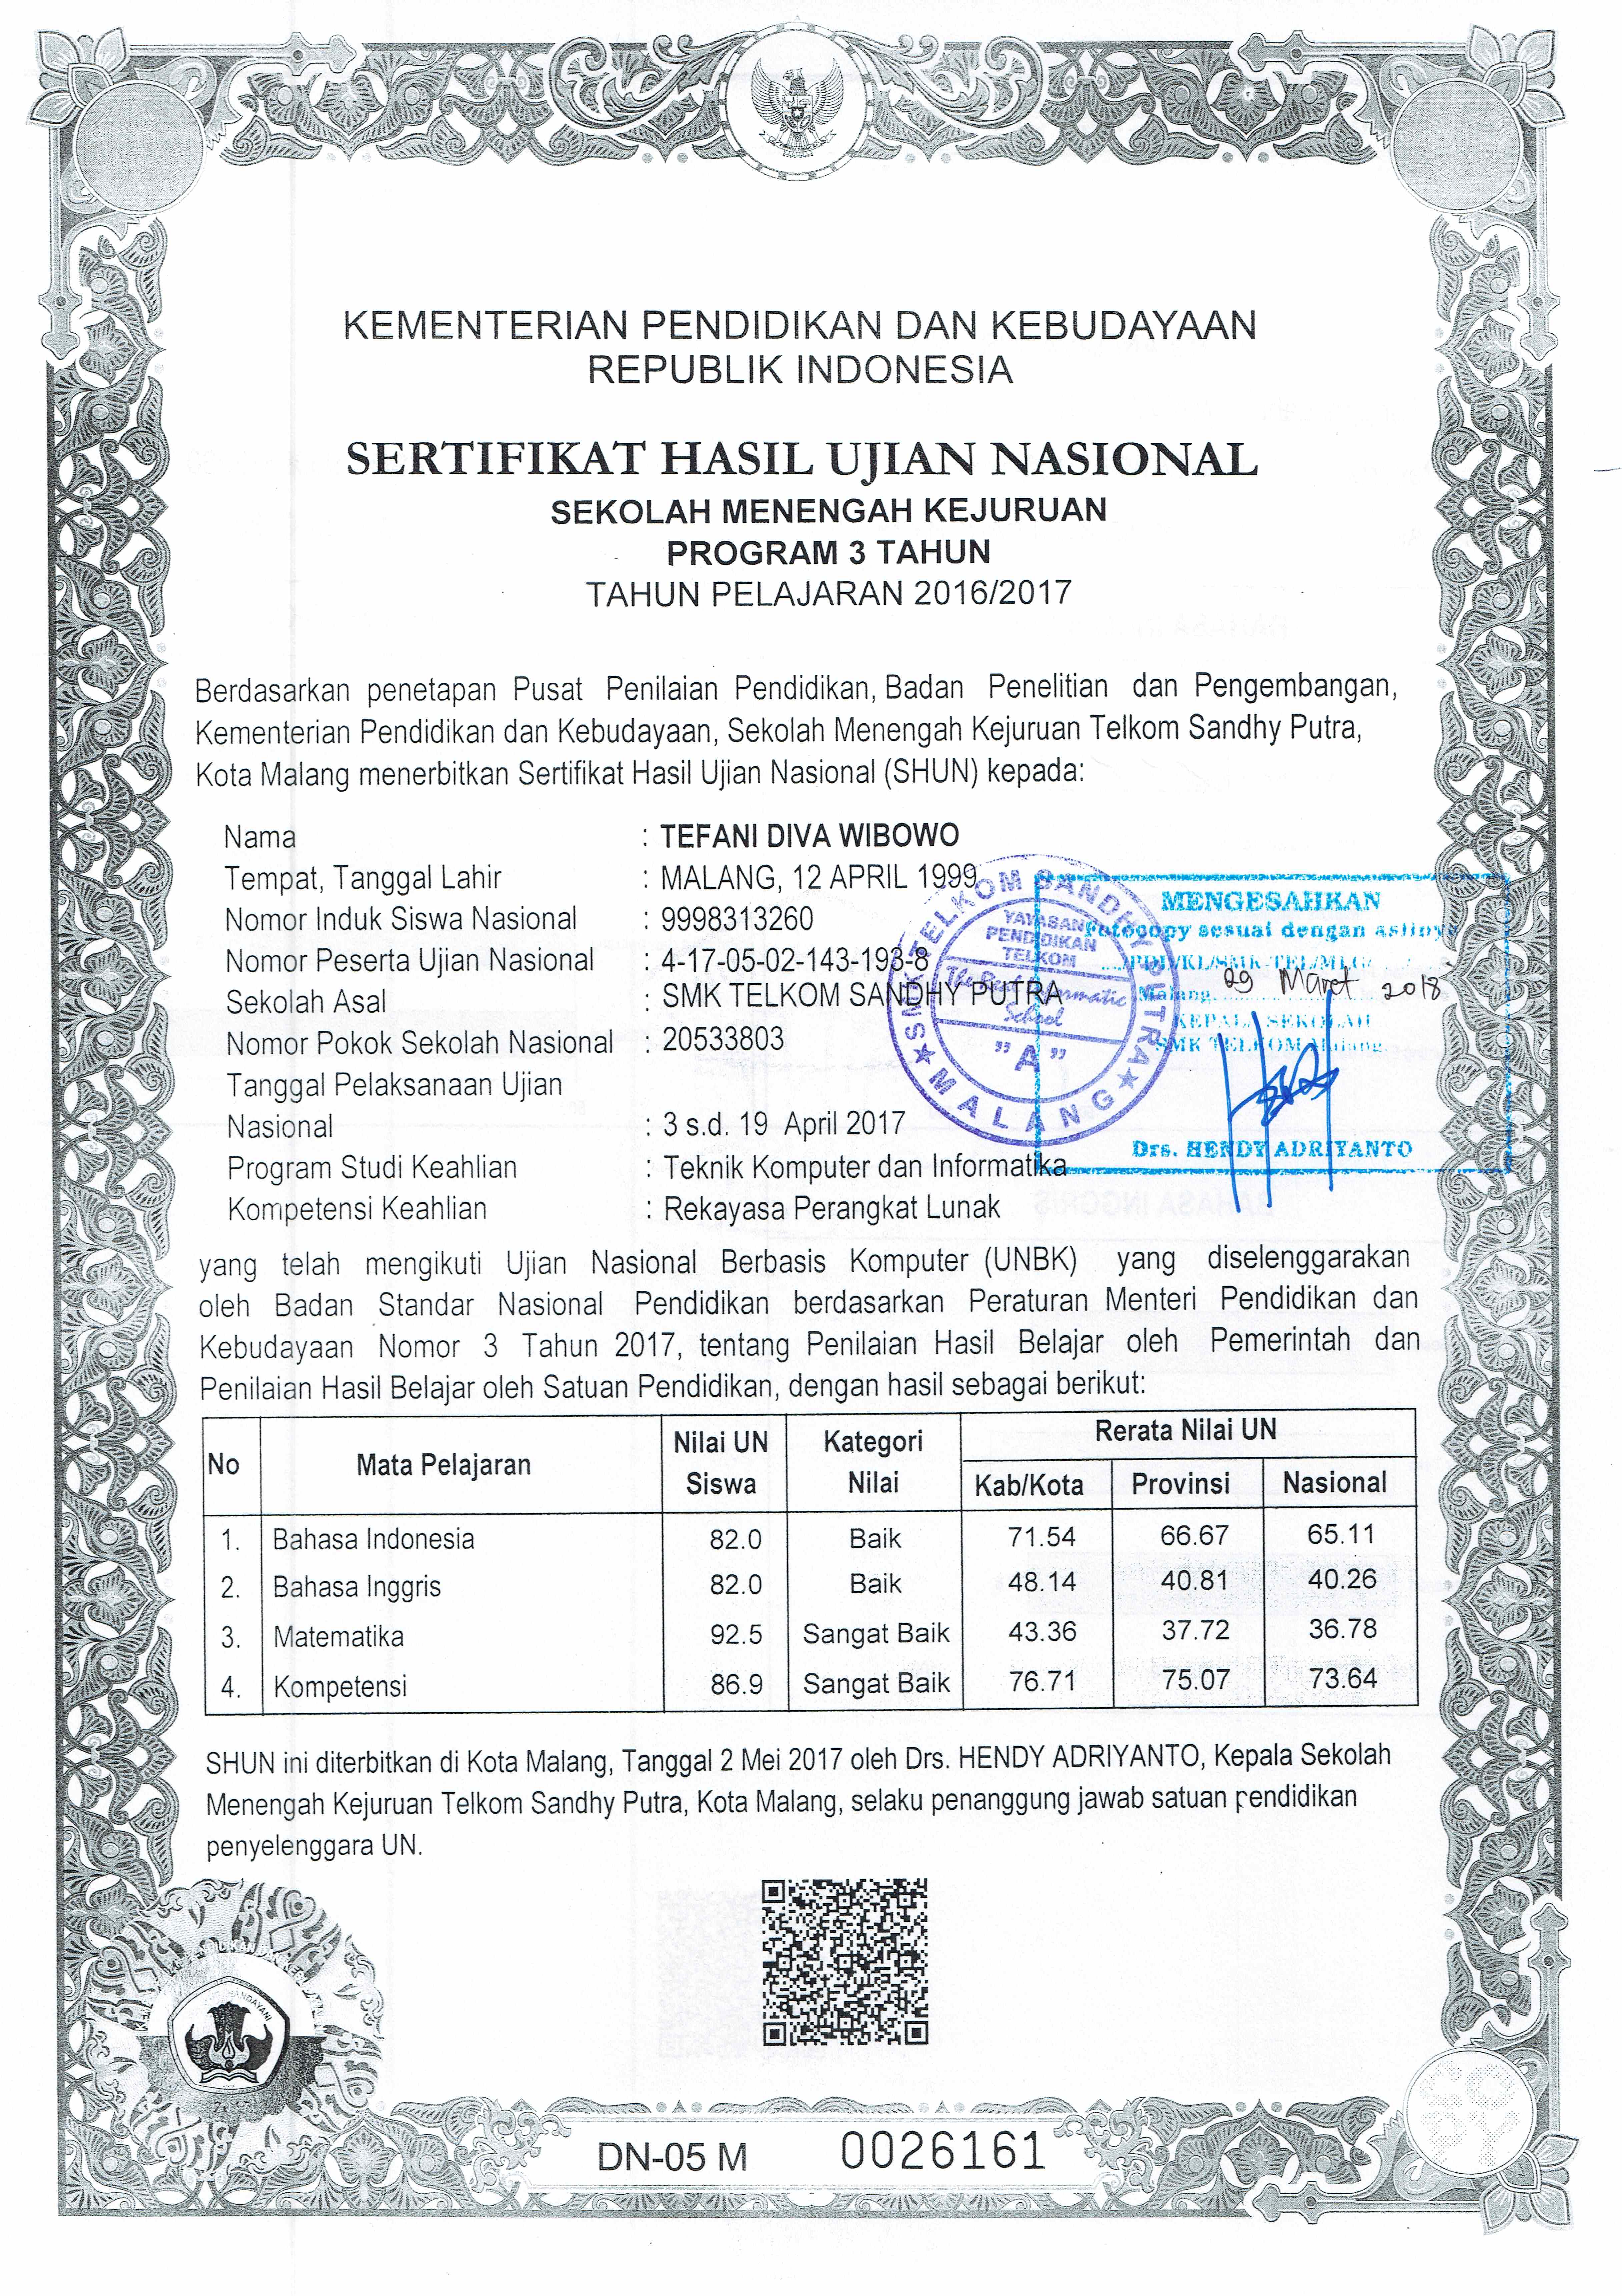 KEMENTERIAN PENDIDIKAN DAN KEBUDAYAAN
REPUBLIK INDONESIA
SERTIFIKAT HASIL UJIAN NASIONAL
SEKOLAH MENENGAH KEJURUAN
PROGRAM 3 TAHUN
TAHUN PELAJARAN 2016/2017
Berdasarkan penetapan Pusat Penilaian Pendidikan, Badan Penelitian dan Pengembangan,
Kementerian Pendidikan dan Kebudayaan, Sekolah Menengah Kejuruan Telkom Sandhy Putra,
Kota Malang menerbitkan Sertifikat Hasil Ujian Nasional (SHUN) kepada:
Nama : TEFANI DIVA WIBOWO
Tempat, Tanggal Lahir : MALANG, 12 APRIL 1999
Nomor Induk Siswa Nasional : 9998313260
Nomor Peserta Ujian Nasional : 4-17-05-02-143-193-8
Sekolah Asal : SMK TELKOM SANDHY PUTRA
Nomor Pokok Sekolah Nasional : 20533803
Tanggal Pelaksanaan Ujian
Nasional : 3 s.d. 19 April 2017
Program Studi Keahlian : Teknik Komputer dan Informatika
Kompetensi Keahlian : Rekayasa Perangkat Lunak
SMK TELKOM SANDHY PUTRA
MALANG
YAYASAN
PENDIDIKAN
TELKOM
The Best Informatic
School
" A "
MENGESAHKAN
Fotocopy sesuai dengan aslinya
Malang, 29 Maret 2018
KEPALA SEKOLAH
SMK TELKOM Malang
Drs. HENDY ADRIYANTO
yang telah mengikuti Ujian Nasional Berbasis Komputer (UNBK) yang diselenggarakan
oleh Badan Standar Nasional Pendidikan berdasarkan Peraturan Menteri Pendidikan dan
Kebudayaan Nomor 3 Tahun 2017, tentang Penilaian Hasil Belajar oleh Pemerintah dan
Penilaian Hasil Belajar oleh Satuan Pendidikan, dengan hasil sebagai berikut:
No Mata Pelajaran Nilai UN Siswa Kategori Nilai Rerata Nilai UN
Kab/Kota Provinsi Nasional
1. Bahasa Indonesia 82.0 Baik 71.54 66.67 65.11
2. Bahasa Inggris 82.0 Baik 48.14 40.81 40.26
3. Matematika 92.5 Sangat Baik 43.36 37.72 36.78
4. Kompetensi 86.9 Sangat Baik 76.71 75.07 73.64
SHUN ini diterbitkan di Kota Malang, Tanggal 2 Mei 2017 oleh Drs. HENDY ADRIYANTO, Kepala Sekolah
Menengah Kejuruan Telkom Sandhy Putra, Kota Malang, selaku penanggung jawab satuan pendidikan
penyelenggara UN.
COPY
DN-05 M 0026161